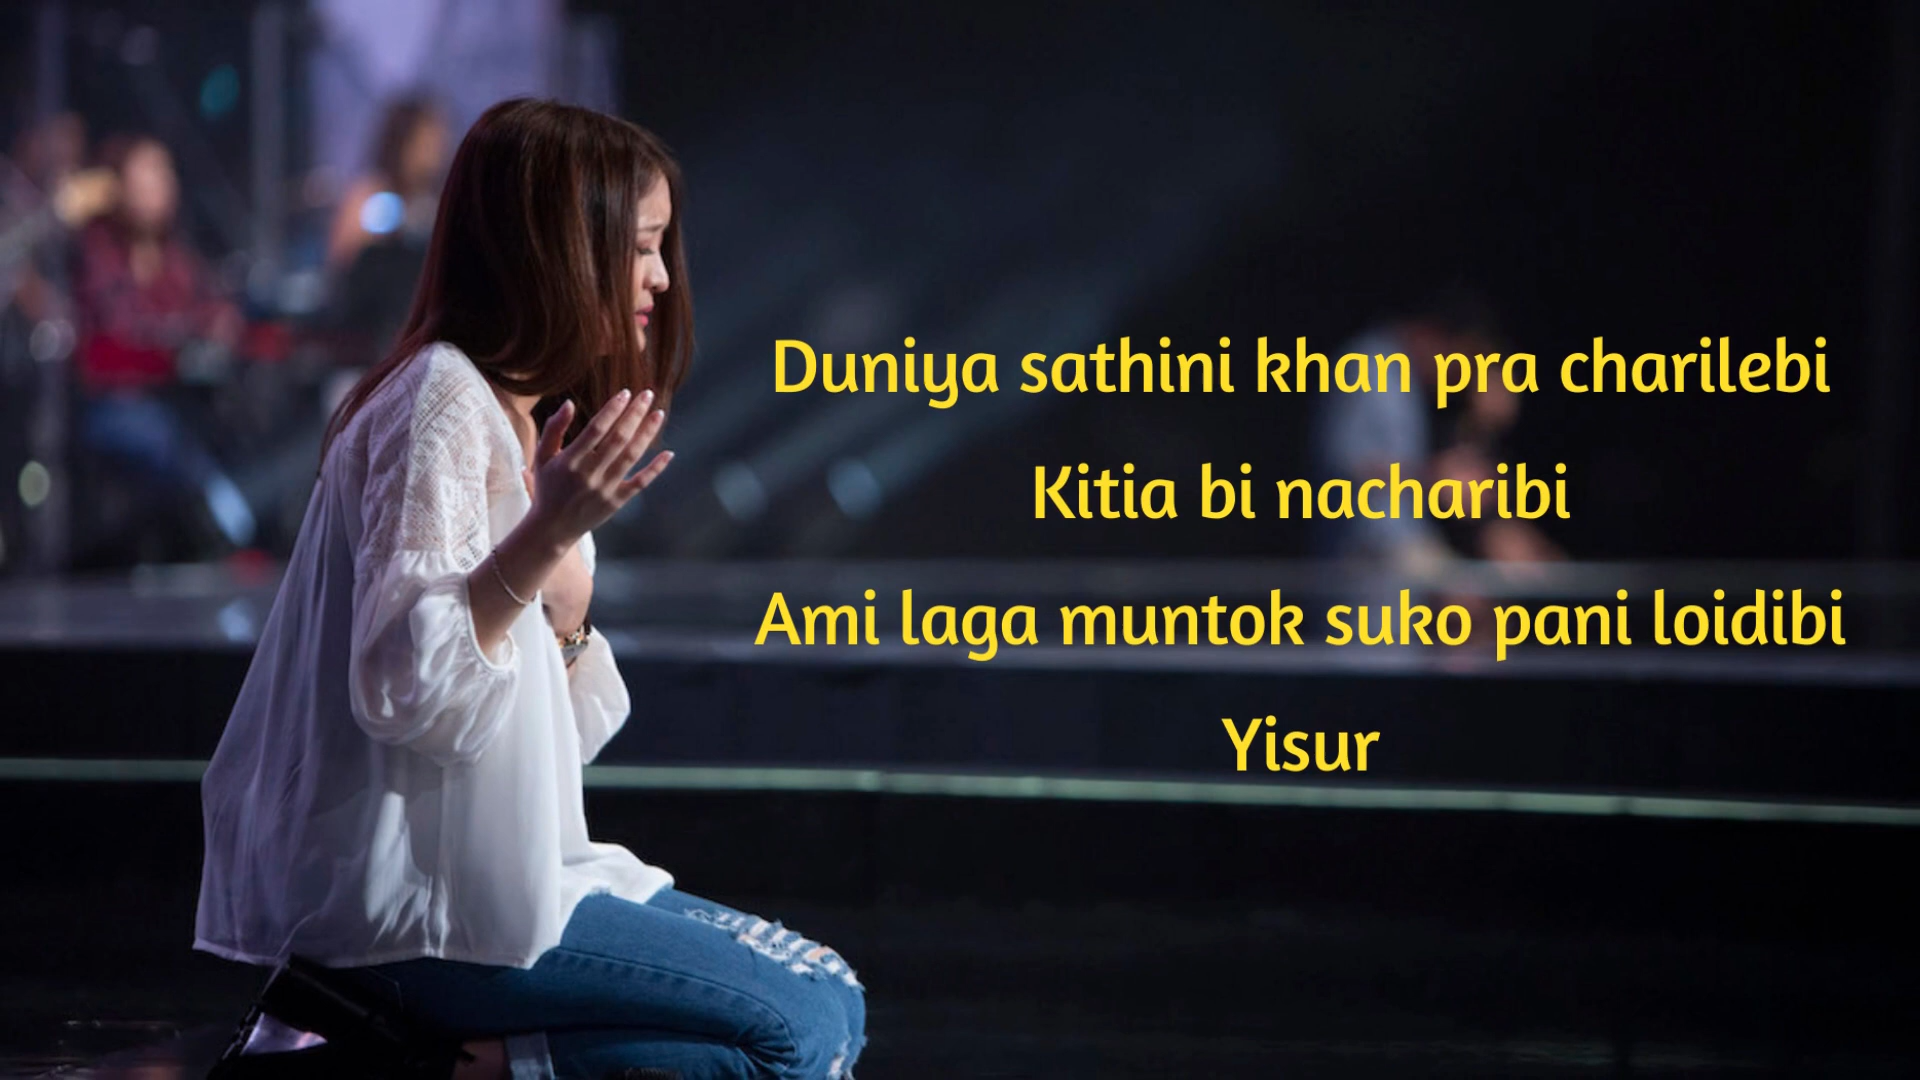 Duniya sathini khan pra charilebi
Kitia bi nacharibi
Ami laga muntok suko pani loidibi
Yisur